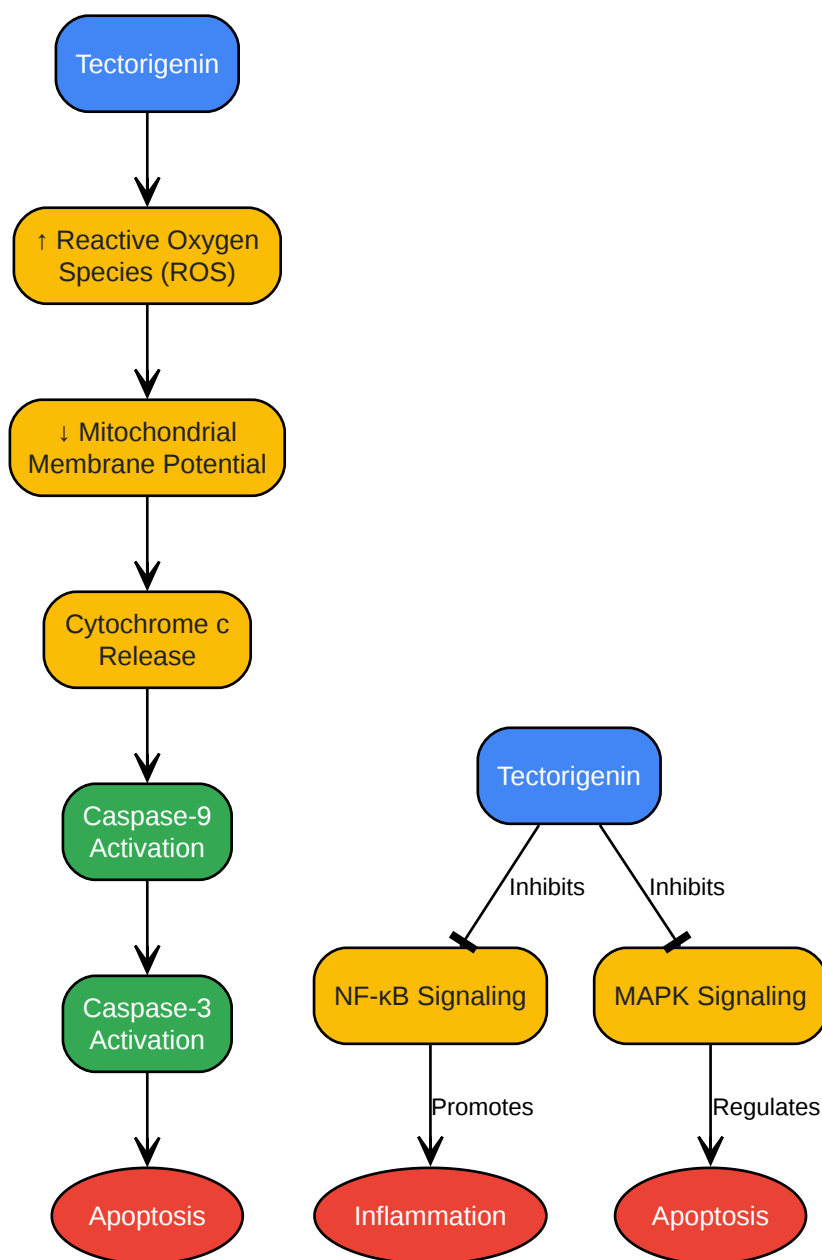 Tectorigenin
↑ Reactive Oxygen
Species (ROS)
↓ Mitochondrial
Membrane Potential
Cytochrome c
Release
Caspase-9
Activation
Caspase-3
Activation
Apoptosis
Tectorigenin
Inhibits
Inhibits
NF-κB Signaling
MAPK Signaling
Promotes
Regulates
Inflammation
Apoptosis